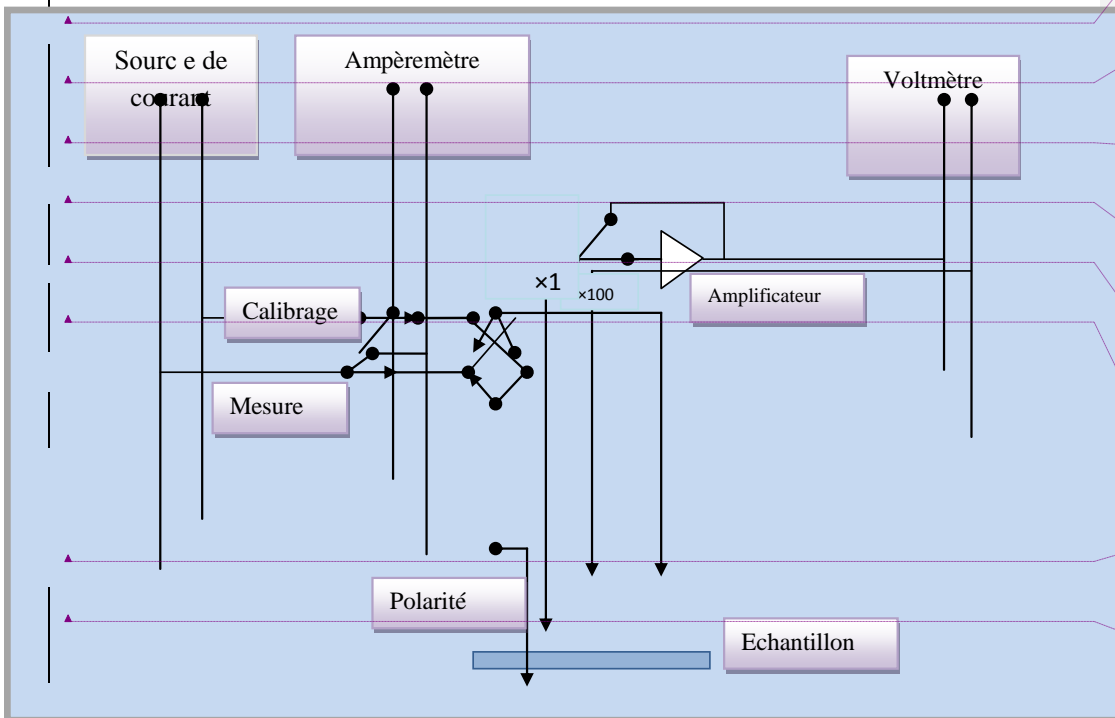 Sourc e de
courant
Ampèremètre
Voltmètre
×1
×100
Amplificateur
Calibrage
Mesure
Polarité
Echantillon